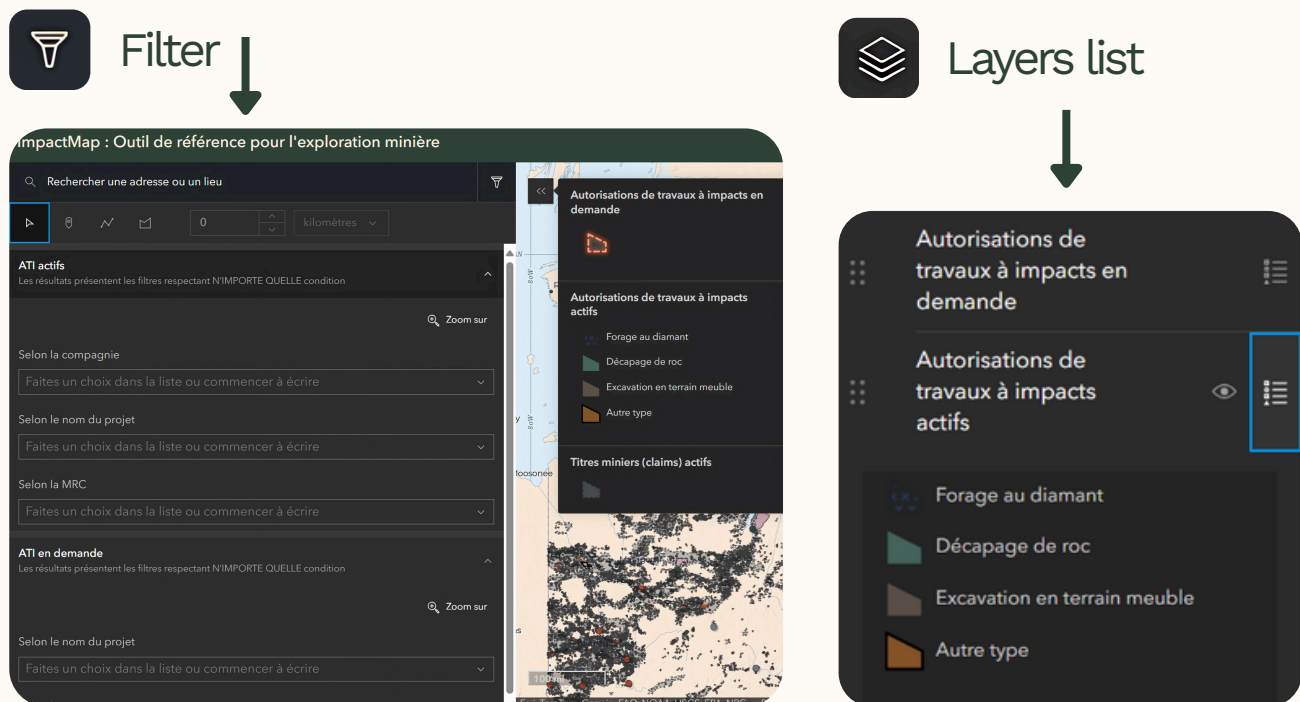 Filter
Layers list
ImpactMap : Outil de référence pour l'exploration minière
Rechercher une adresse ou un lieu
0
kilomètres
ATI actifs
Les résultats présentent les filtres respectant N'IMPORTE QUELLE condition
Zoom sur
Selon la compagnie
Faites un choix dans la liste ou commencer à écrire
Selon le nom du projet
Faites un choix dans la liste ou commencer à écrire
Selon la MRC
Faites un choix dans la liste ou commencer à écrire
ATI en demande
Les résultats présentent les filtres respectant N'IMPORTE QUELLE condition
Zoom sur
Selon le nom du projet
Faites un choix dans la liste ou commencer à écrire
Autorisations de travaux à impacts en
demande
Autorisations de travaux à impacts
actifs
Forage au diamant
Décapage de roc
Excavation en terrain meuble
Autre type
Titres miniers (claims) actifs
80°W
80°W
Moosonee
100 mi
Autorisations de
travaux à impacts en
demande
Autorisations de
travaux à impacts
actifs
Forage au diamant
Décapage de roc
Excavation en terrain meuble
Autre type